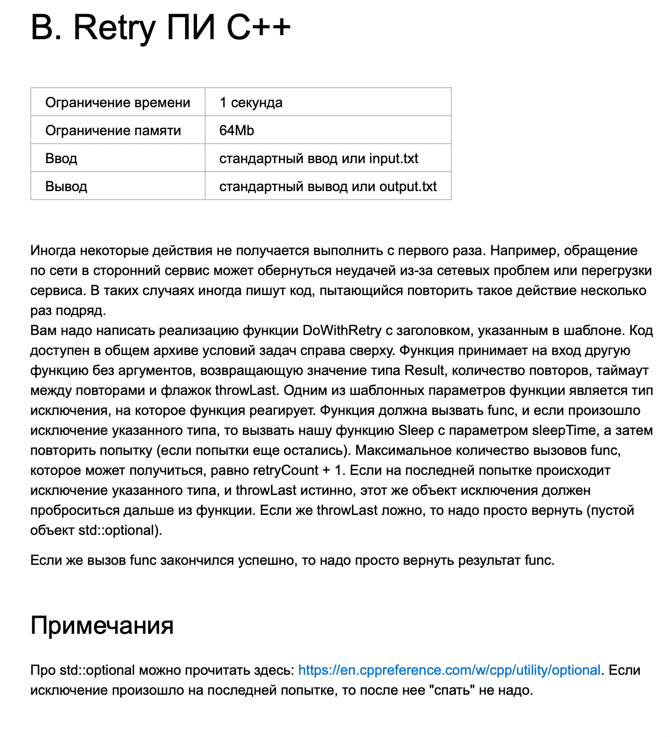 B. Retry ПИ C++
Ограничение времени 1 секунда
Ограничение памяти 64Mb
Ввод стандартный ввод или input.txt
Вывод стандартный вывод или output.txt
Иногда некоторые действия не получается выполнить с первого раза. Например, обращение
по сети в сторонний сервис может обернуться неудачей из-за сетевых проблем или перегрузки
сервиса. В таких случаях иногда пишут код, пытающийся повторить такое действие несколько
раз подряд.
Вам надо написать реализацию функции DoWithRetry с заголовком, указанным в шаблоне. Код
доступен в общем архиве условий задач справа сверху. Функция принимает на вход другую
функцию без аргументов, возвращающую значение типа Result, количество повторов, таймаут
между повторами и флажок throwLast. Одним из шаблонных параметров функции является тип
исключения, на которое функция реагирует. Функция должна вызвать func, и если произошло
исключение указанного типа, то вызвать нашу функцию Sleep с параметром sleepTime, а затем
повторить попытку (если попытки еще остались). Максимальное количество вызовов func,
которое может получиться, равно retryCount + 1. Если на последней попытке происходит
исключение указанного типа, и throwLast истинно, этот же объект исключения должен
проброситься дальше из функции. Если же throwLast ложно, то надо просто вернуть (пустой
объект std::optional).
Если же вызов func закончился успешно, то надо просто вернуть результат func.
Примечания
Про std::optional можно прочитать здесь: https://en.cppreference.com/w/cpp/utility/optional. Если
исключение произошло на последней попытке, то после нее "спать" не надо.